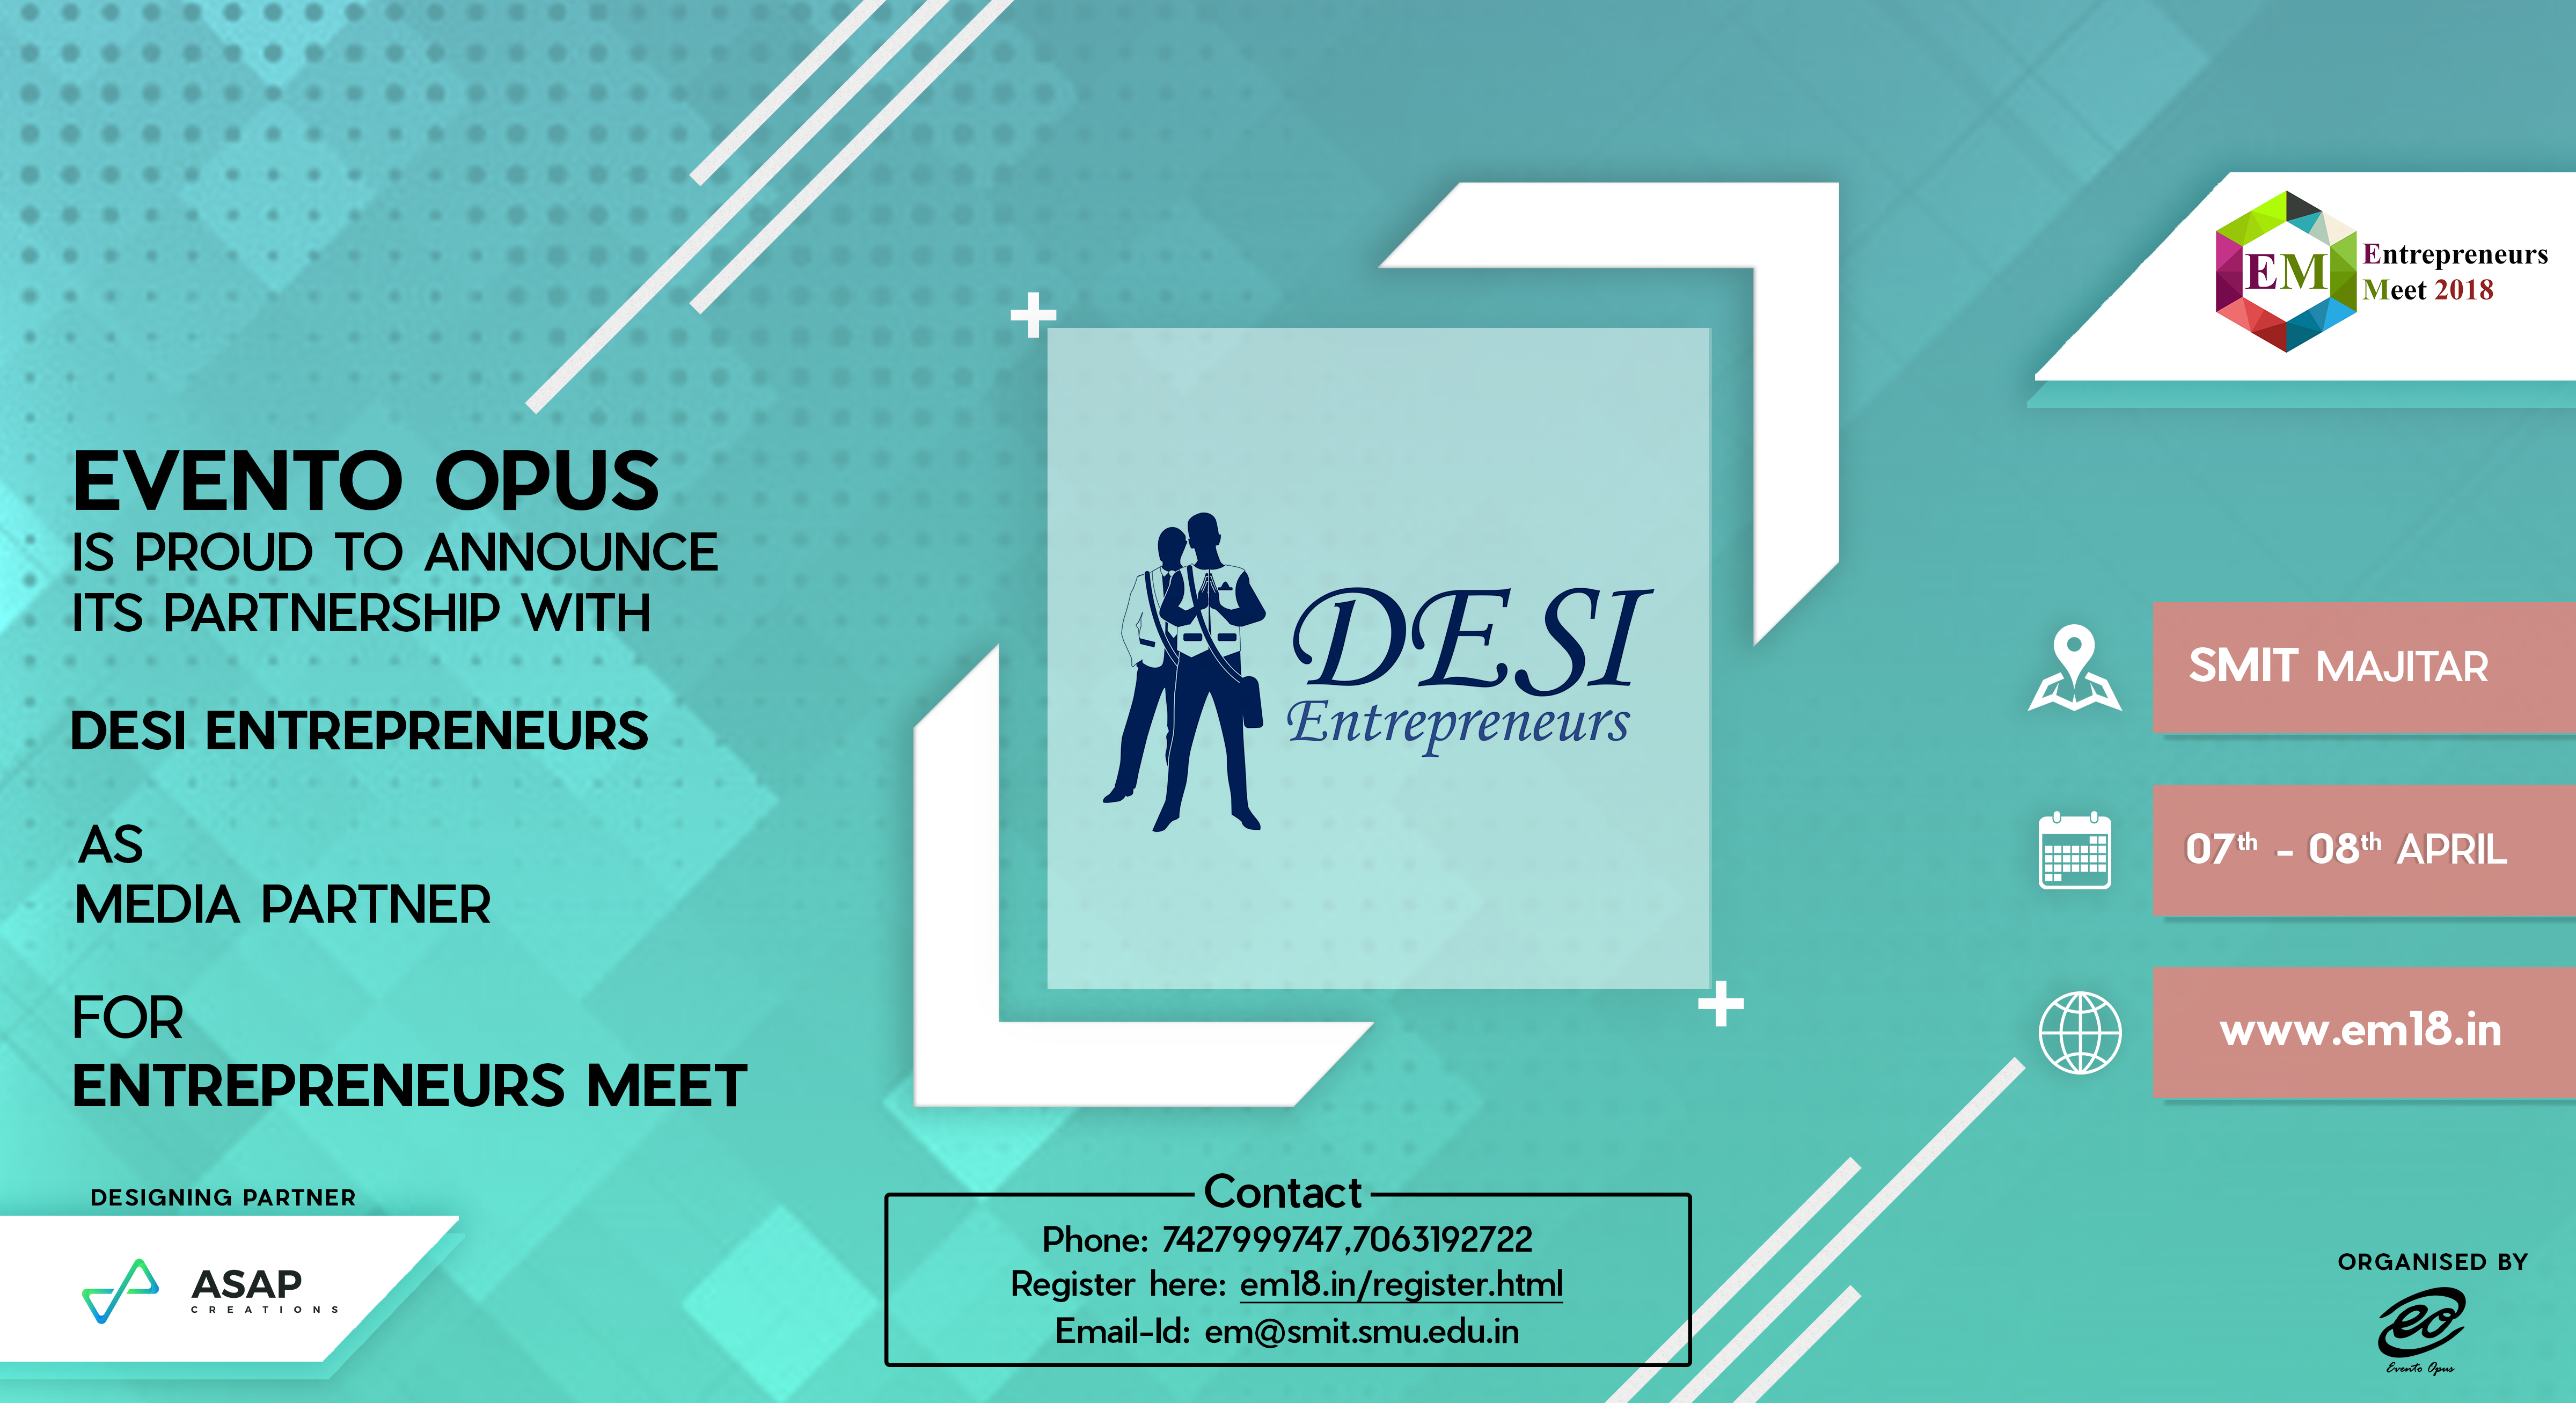 EVENTO OPUS
IS PROUD TO ANNOUNCE
ITS PARTNERSHIP WITH
DESI ENTREPRENEURS
AS
MEDIA PARTNER
FOR
ENTREPRENEURS MEET
DESIGNING PARTNER
ASAP
CREATIONS
DESI
Entrepreneurs
Contact
Phone: 7427999747,7063192722
Register here: em18.in/register.html
Email-Id: em@smit.smu.edu.in
EM
Entrepreneurs
Meet 2018
SMIT MAJITAR
07th - 08th APRIL
www.em18.in
ORGANISED BY
eo
Evento Opus